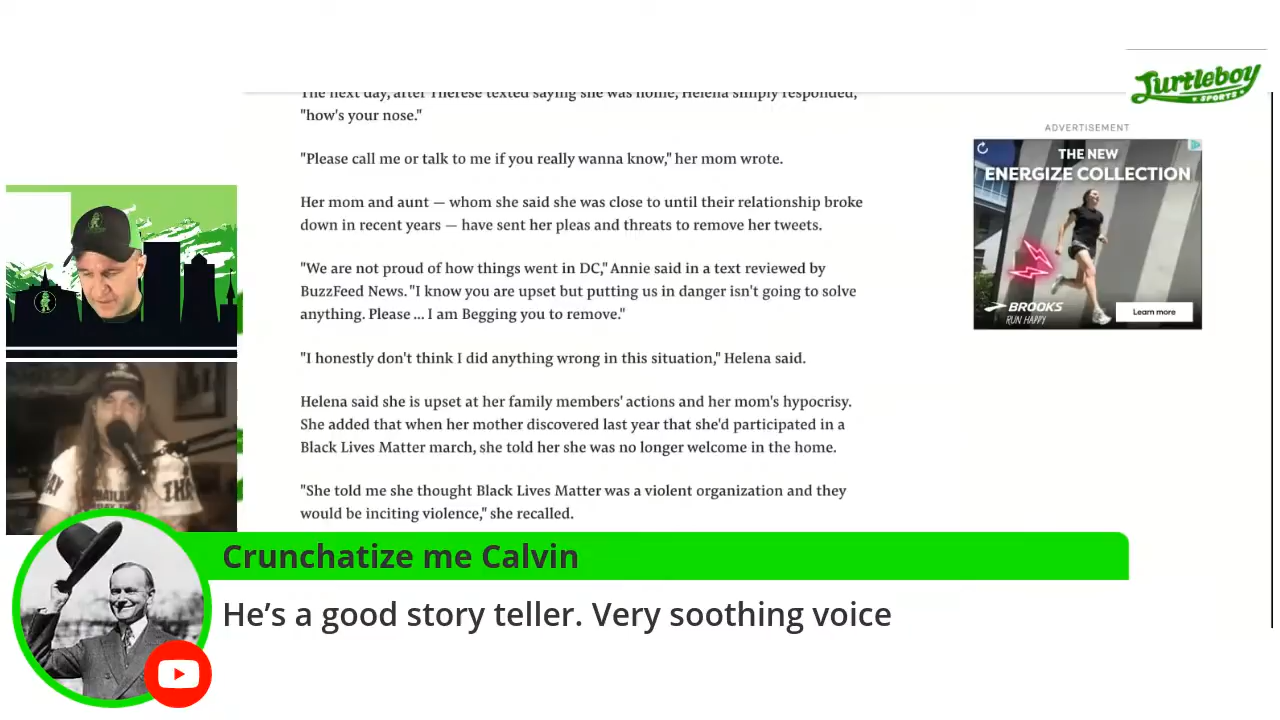 The next day, after Therese texted saying she was home, Helena simply responded,
"how's your nose."
"Please call me or talk to me if you really wanna know," her mom wrote.
Her mom and aunt — whom she said she was close to until their relationship broke
down in recent years — have sent her pleas and threats to remove her tweets.
"We are not proud of how things went in DC," Annie said in a text reviewed by
BuzzFeed News. "I know you are upset but putting us in danger isn't going to solve
anything. Please ... I am Begging you to remove."
"I honestly don't think I did anything wrong in this situation," Helena said.
Helena said she is upset at her family members' actions and her mom's hypocrisy.
She added that when her mother discovered last year that she'd participated in a
Black Lives Matter march, she told her she was no longer welcome in the home.
"She told me she thought Black Lives Matter was a violent organization and they
would be inciting violence," she recalled.
Turtleboy
SPORTS
ADVERTISEMENT
THE NEW
ENERGIZE COLLECTION
BROOKS
RUN HAPPY
Learn more
Crunchatize me Calvin
He's a good story teller. Very soothing voice